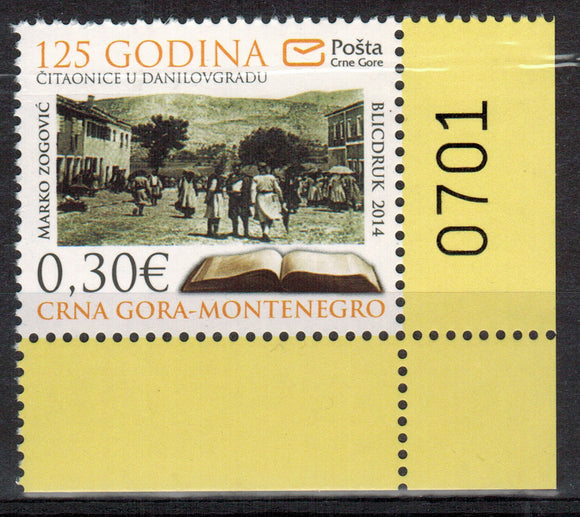 125 GODINA
Pošta
Crne Gore
ČITAONICE U DANILOVGRADU
MARKO ZOGOVIĆ
BLICDRUK 2014
0,30€
CRNA GORA-MONTENEGRO
0701